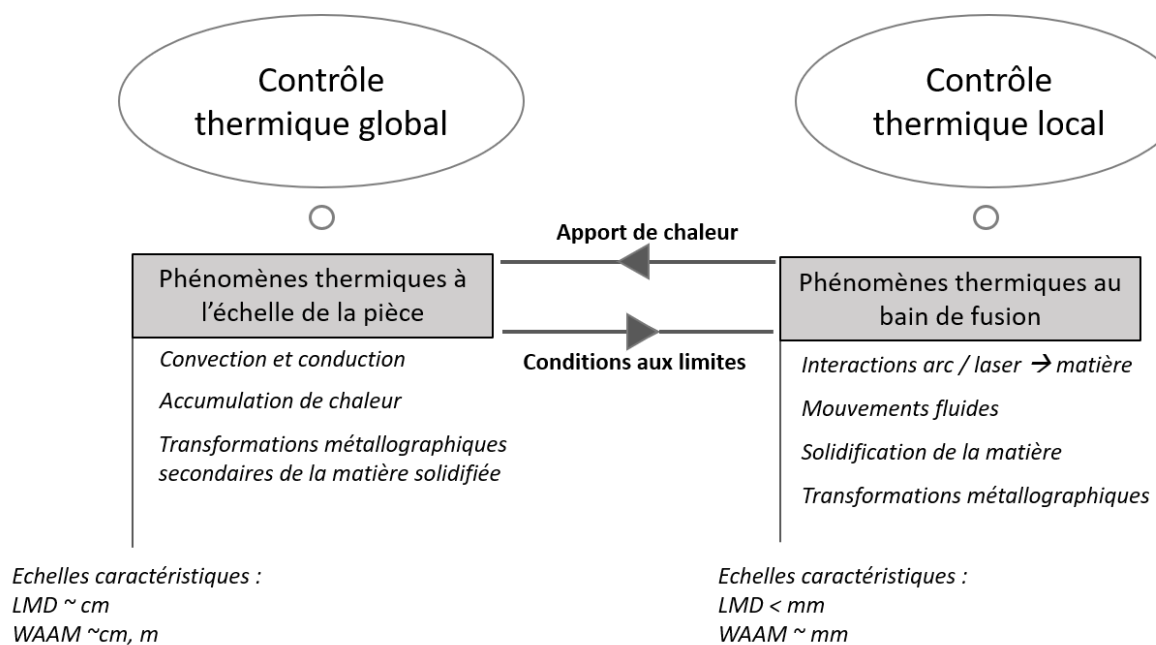 Contrôle
thermique global
Contrôle
thermique local
Apport de chaleur
Phénomènes thermiques à
l'échelle de la pièce
Phénomènes thermiques au
bain de fusion
Conditions aux limites
Convection et conduction
Accumulation de chaleur
Transformations métallographiques
secondaires de la matière solidifiée
Interactions arc / laser → matière
Mouvements fluides
Solidification de la matière
Transformations métallographiques
Echelles caractéristiques :
LMD ~ cm
WAAM ~cm, m
Echelles caractéristiques :
LMD < mm
WAAM ~ mm